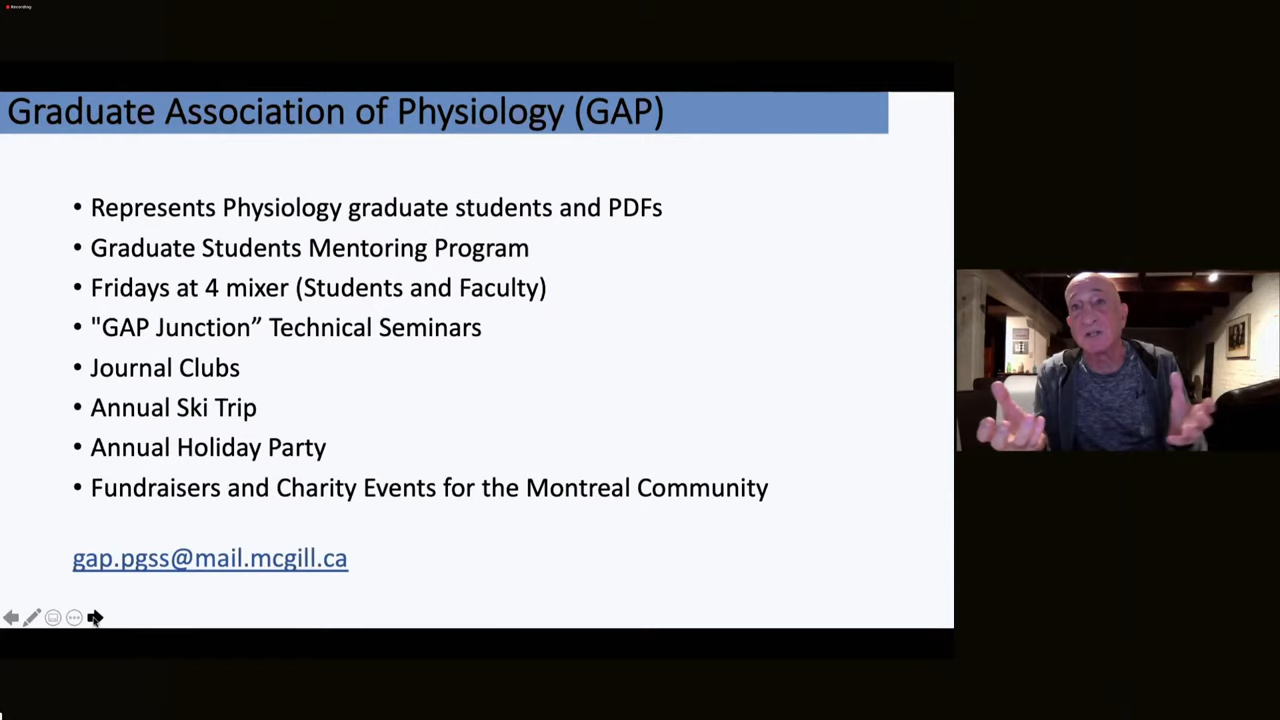 Recording
Graduate Association of Physiology (GAP)
• Represents Physiology graduate students and PDFs
• Graduate Students Mentoring Program
• Fridays at 4 mixer (Students and Faculty)
• "GAP Junction” Technical Seminars
• Journal Clubs
• Annual Ski Trip
• Annual Holiday Party
• Fundraisers and Charity Events for the Montreal Community
gap.pgss@mail.mcgill.ca